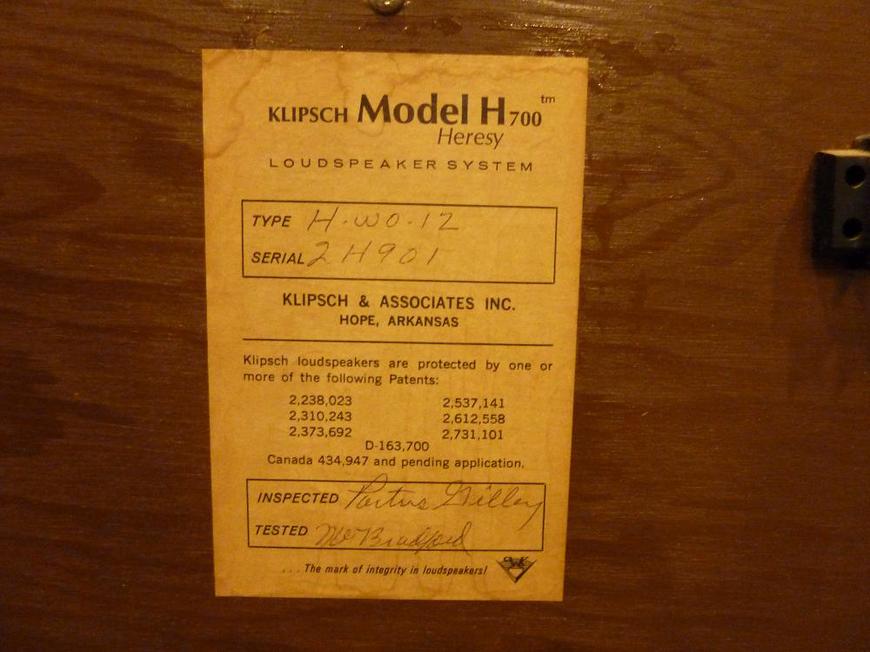 KLIPSCH Model H 700 tm
Heresy
LOUDSPEAKER SYSTEM
TYPE H-WO-12
SERIAL 2H901
KLIPSCH & ASSOCIATES INC.
HOPE, ARKANSAS
Klipsch loudspeakers are protected by one or
more of the following Patents:
2,238,023 2,537,141
2,310,243 2,612,558
2,373,692 2,731,101
D-163,700
Canada 434,947 and pending application.
INSPECTED
TESTED Bradford
... The mark of integrity in loudspeakers! PWK